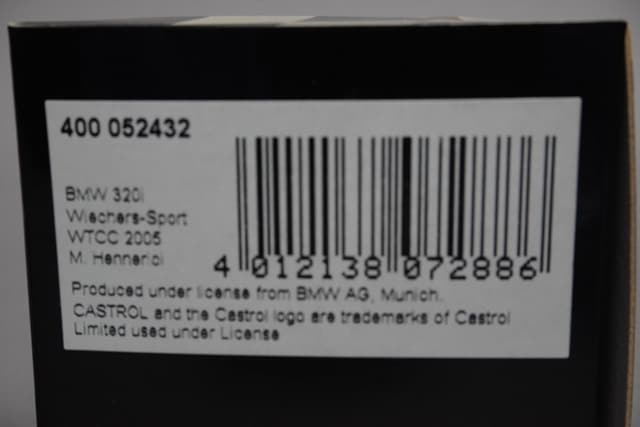 400 052432
BMW 320i
Wiechers-Sport
WTCC 2005
M. Hennerici
4 012138 072886
Produced under license from BMW AG, Munich.
CASTROL and the Castrol logo are trademarks of Castrol
Limited used under License